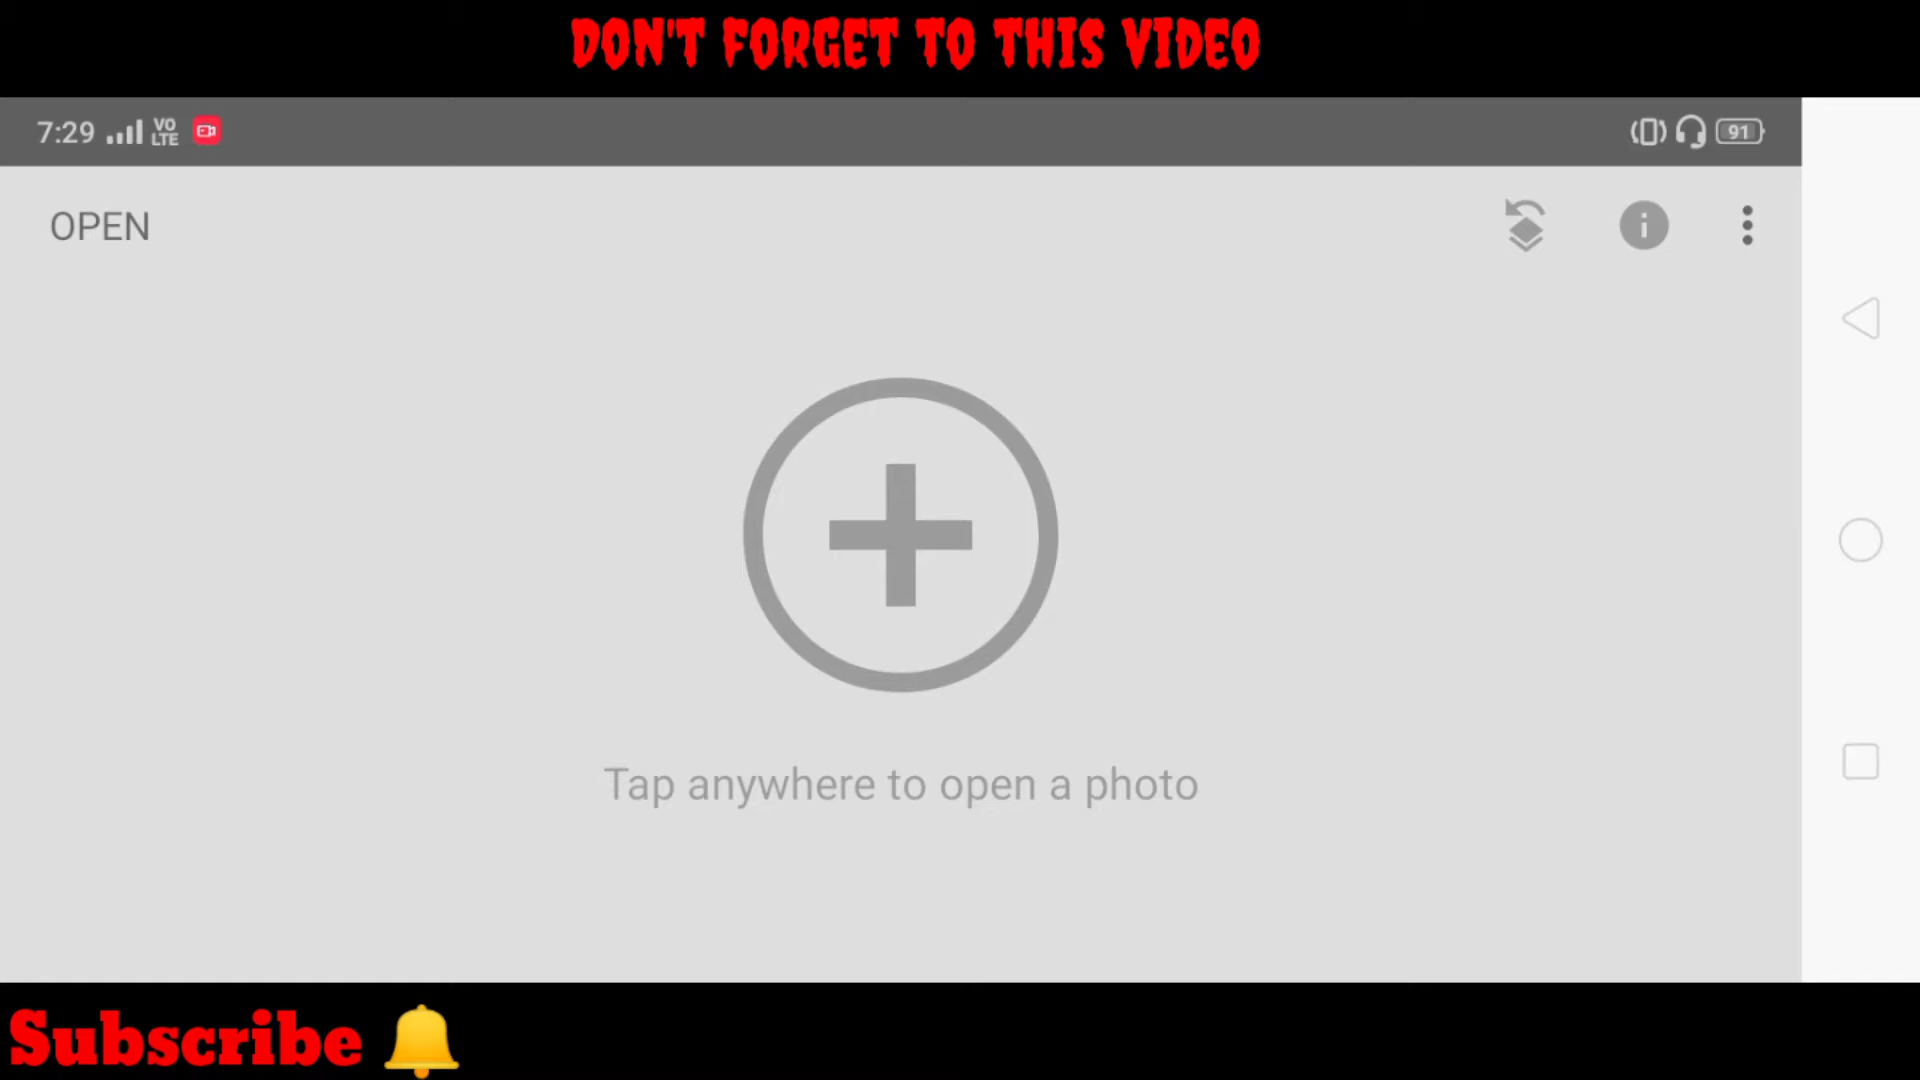 DON'T FORGET TO THIS VIDEO
7:29 VO LTE 91
OPEN
Tap anywhere to open a photo
Subscribe